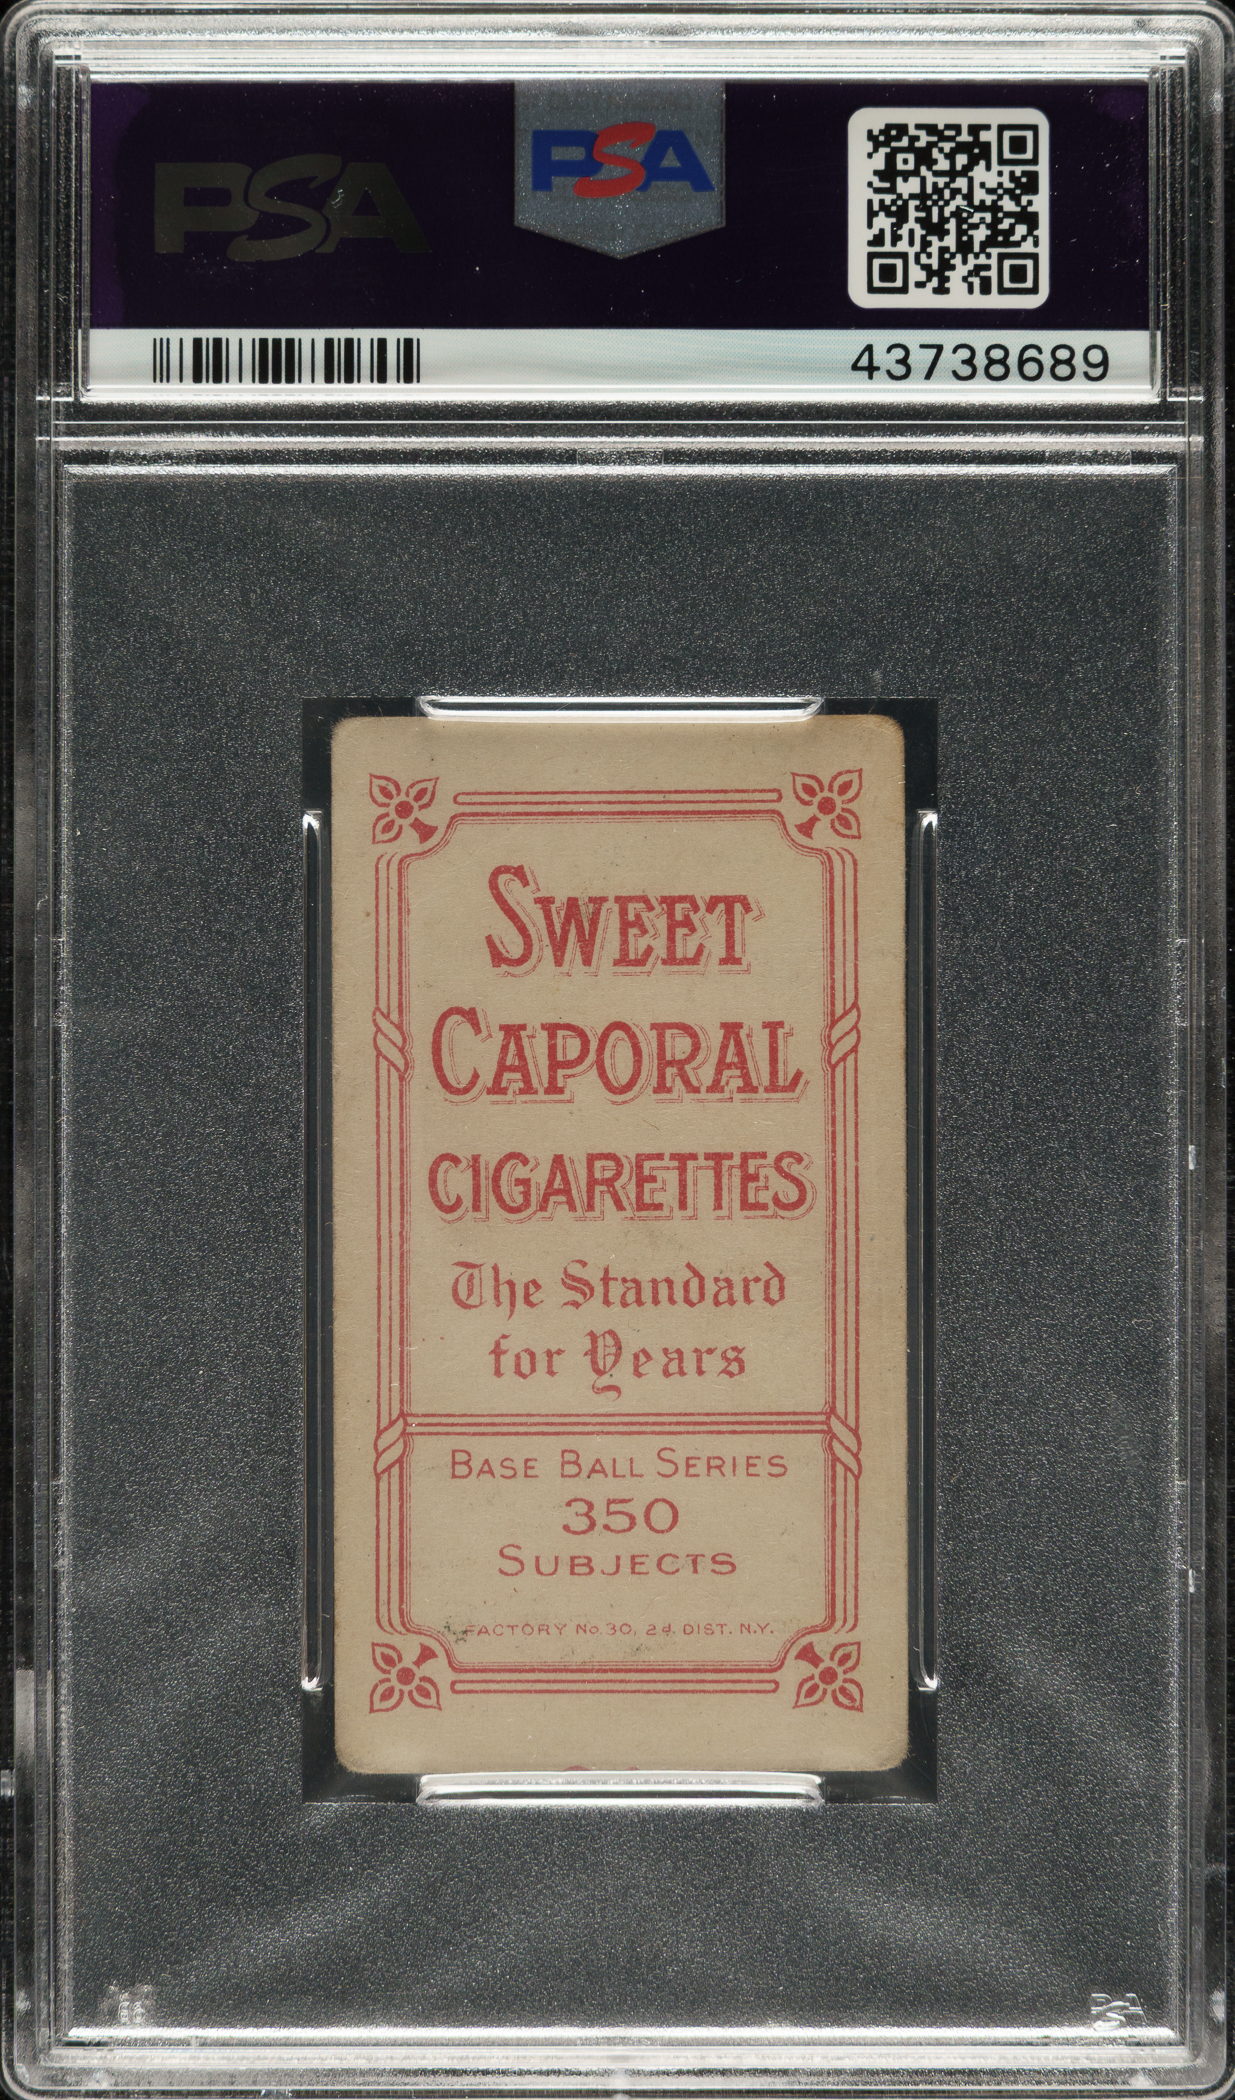 PSA
PSA
43738689
SWEET
CAPORAL
CIGARETTES
The Standard
for Years
BASE BALL SERIES
350
SUBJECTS
FACTORY No. 30, 2d. DIST. N.Y.
PSA